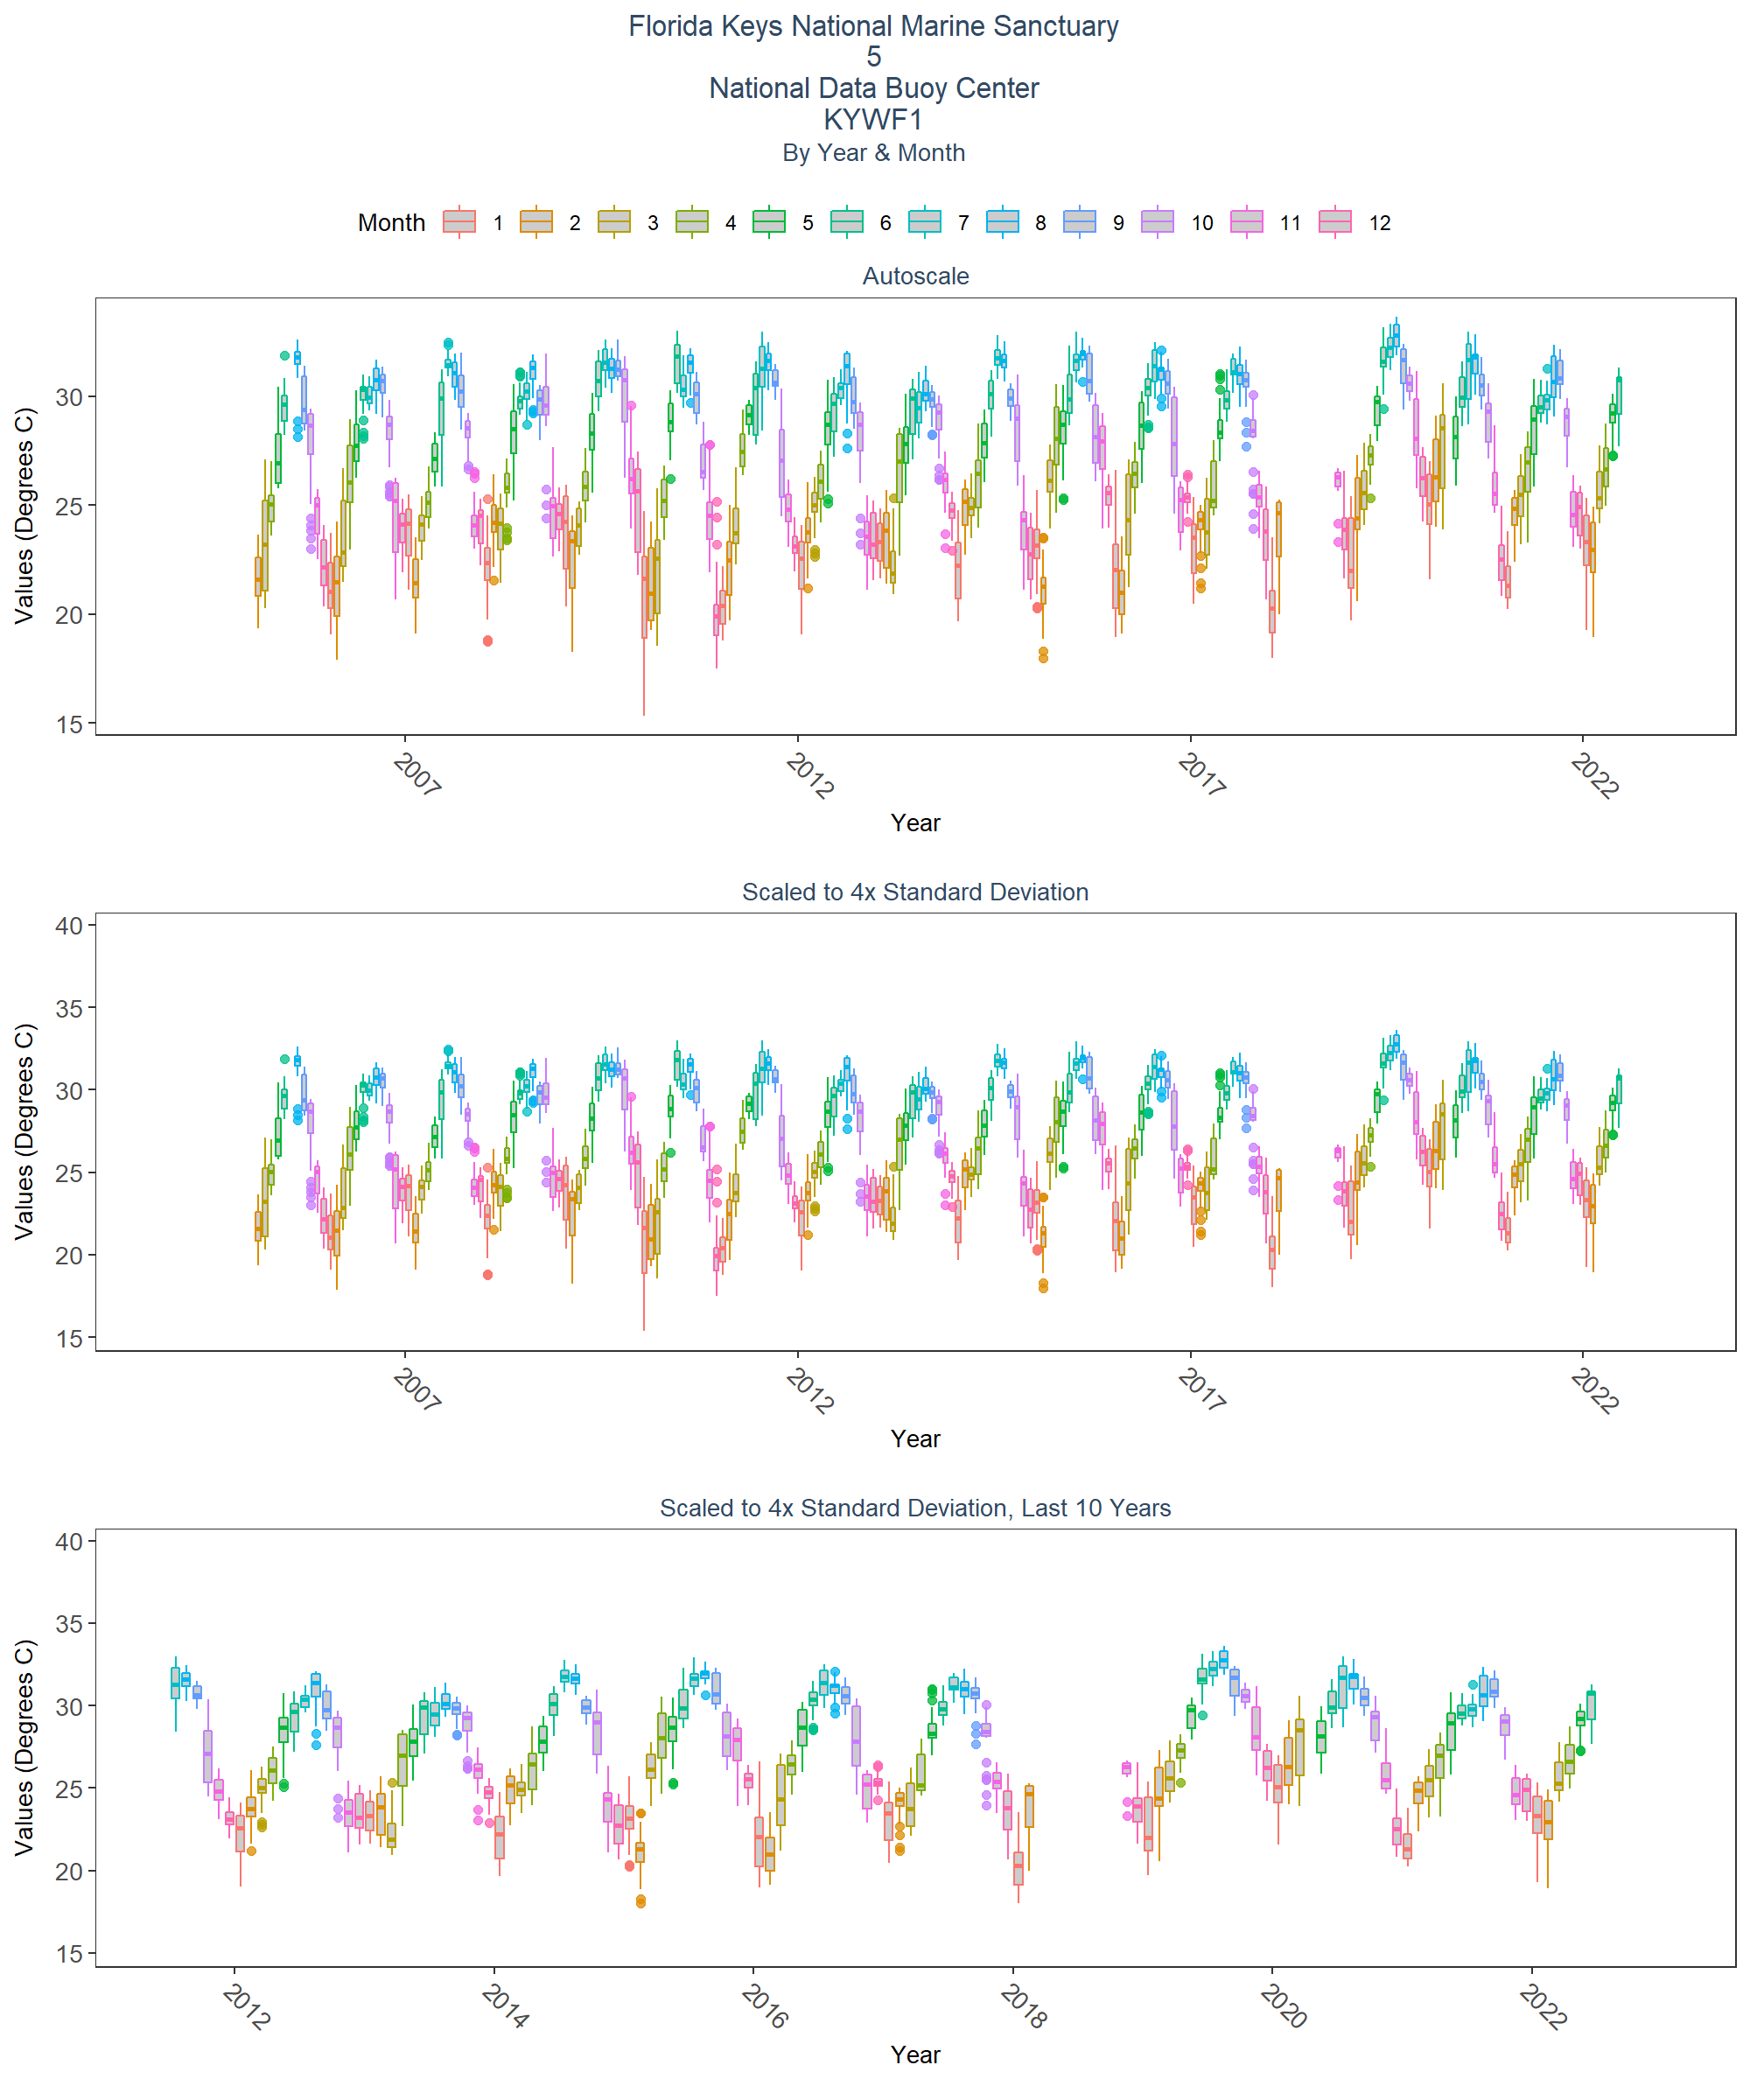 Florida Keys National Marine Sanctuary
5
National Data Buoy Center
KYWF1
By Year & Month
Month 1 2 3 4 5 6 7 8 9 10 11 12
Autoscale
Values (Degrees C)
30
25
20
15
2007 2012 2017 2022
Year
Scaled to 4x Standard Deviation
Values (Degrees C)
40
35
30
25
20
15
2007 2012 2017 2022
Year
Scaled to 4x Standard Deviation, Last 10 Years
Values (Degrees C)
40
35
30
25
20
15
2012 2014 2016 2018 2020 2022
Year